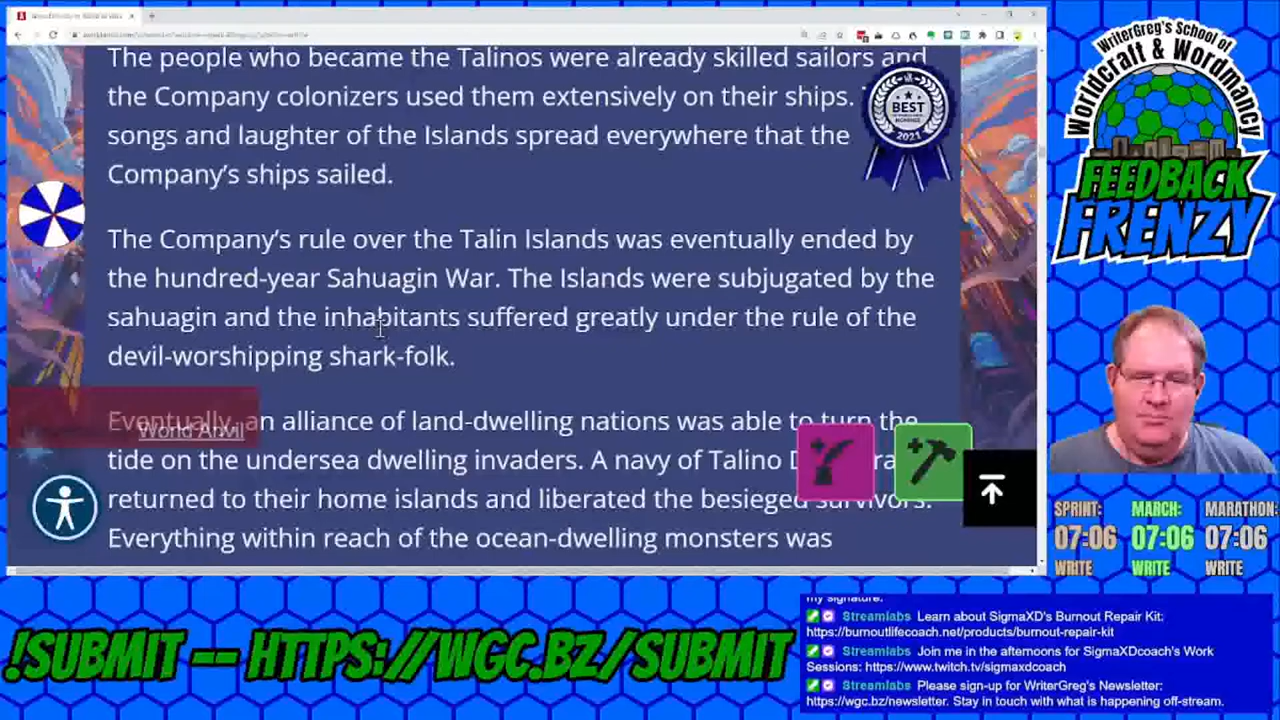 The people who became the Talinos were already skilled sailors and
the Company colonizers used them extensively on their ships.
songs and laughter of the Islands spread everywhere that the
Company's ships sailed.
BEST
2021
The Company's rule over the Talin Islands was eventually ended by
the hundred-year Sahuagin War. The Islands were subjugated by the
sahuagin and the inhabitants suffered greatly under the rule of the
devil-worshipping shark-folk.
Eventually, an alliance of land-dwelling nations was able to turn the
World Anvil
tide on the undersea dwelling invaders. A navy of Talino
returned to their home islands and liberated the besieged survivors.
Everything within reach of the ocean-dwelling monsters was
WriterGreg's School of
Worldcraft & Wordmancy
FEEDBACK
FRENZY
SPRINT: MARCH: MARATHON:
07:06 07:06 07:06
WRITE WRITE WRITE
!SUBMIT -- HTTPS://WGC.BZ/SUBMIT
my signature.
Streamlabs Learn about SigmaXD's Burnout Repair Kit:
https://burnoutlifecoach.net/products/burnout-repair-kit
Streamlabs Join me in the afternoons for SigmaXDcoach's Work
Sessions: https://www.twitch.tv/sigmaxdcoach
Streamlabs Please sign-up for WriterGreg's Newsletter:
https://wgc.bz/newsletter. Stay in touch with what is happening off-stream.